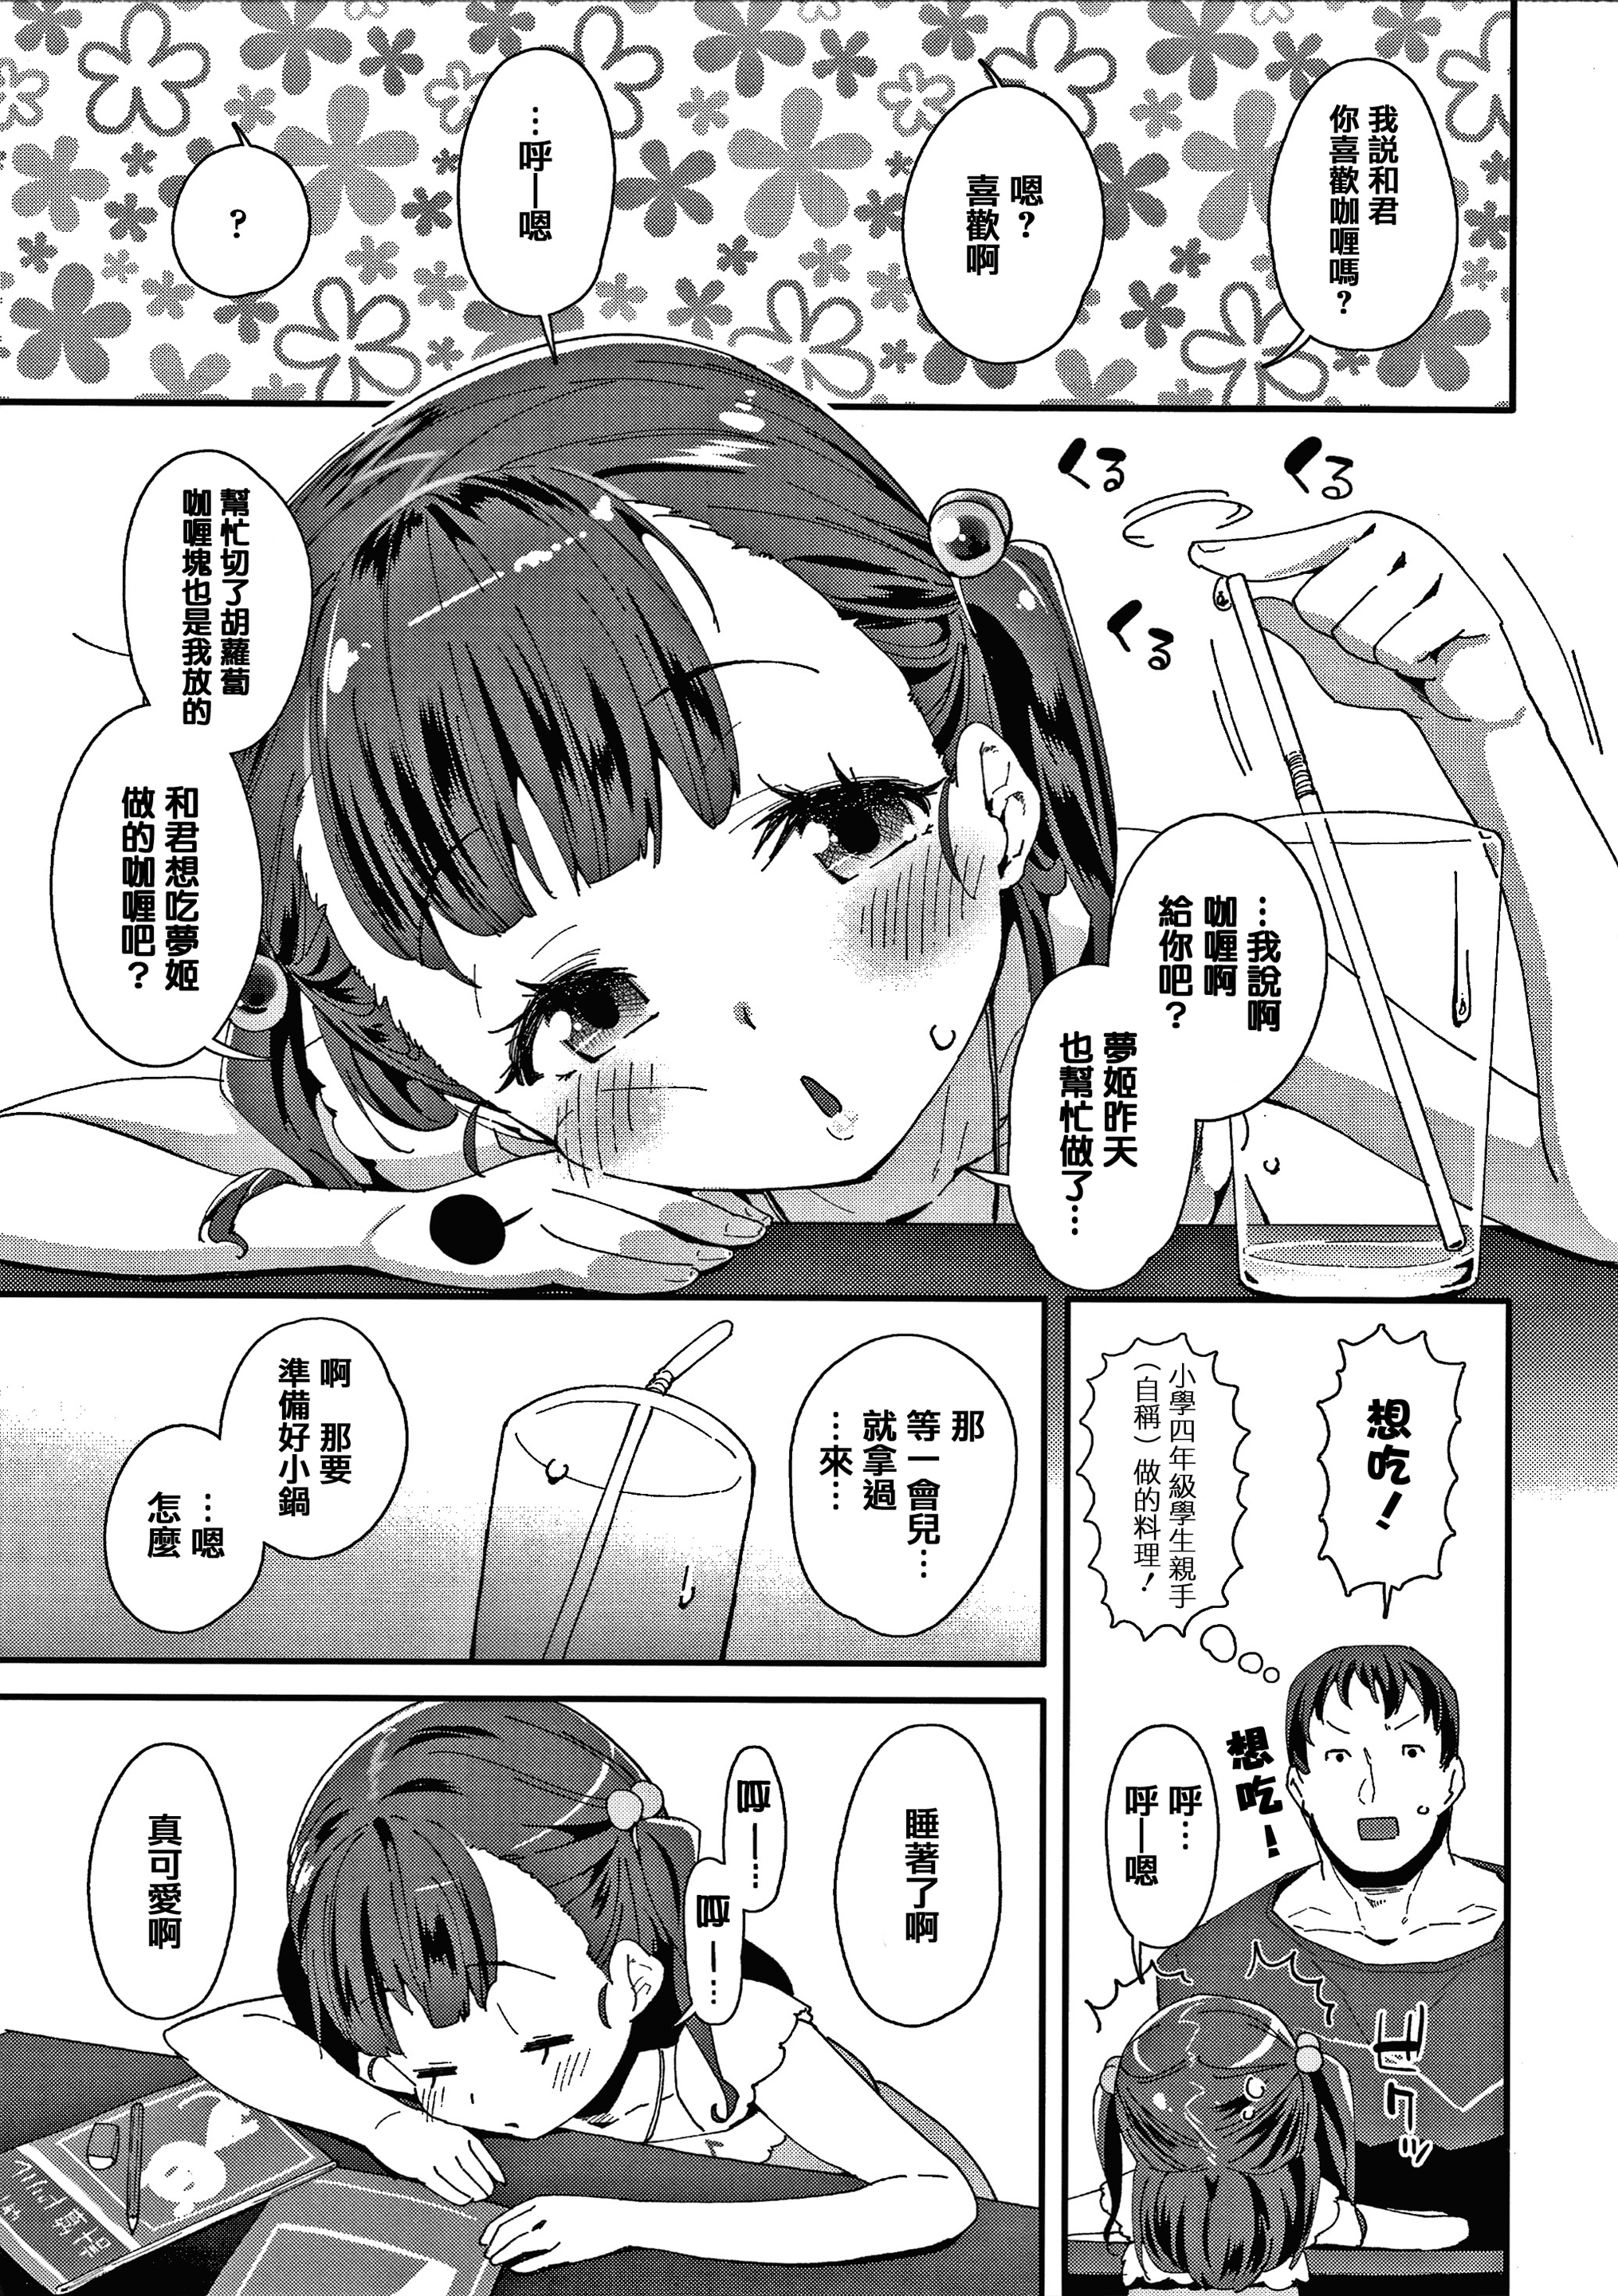 我説和君
你喜歡咖喱嗎？
嗯？
喜歡啊
…呼—嗯
？
くる
くる
くる
…我說啊
咖喱啊
給你吧？
夢姬昨天
也幫忙做了…
幫忙切了胡蘿蔔
咖喱塊也是我放的
和君想吃夢姬
做的咖喱吧？
想吃！
小學四年級學生親手
（自稱）做的料理！
想吃！
呼…
呼—嗯
那
等一會兒…
就拿過
…來…
啊 那要
準備好小鍋
…嗯
怎麼
睡著了啊
呼—…
呼—…
真可愛啊